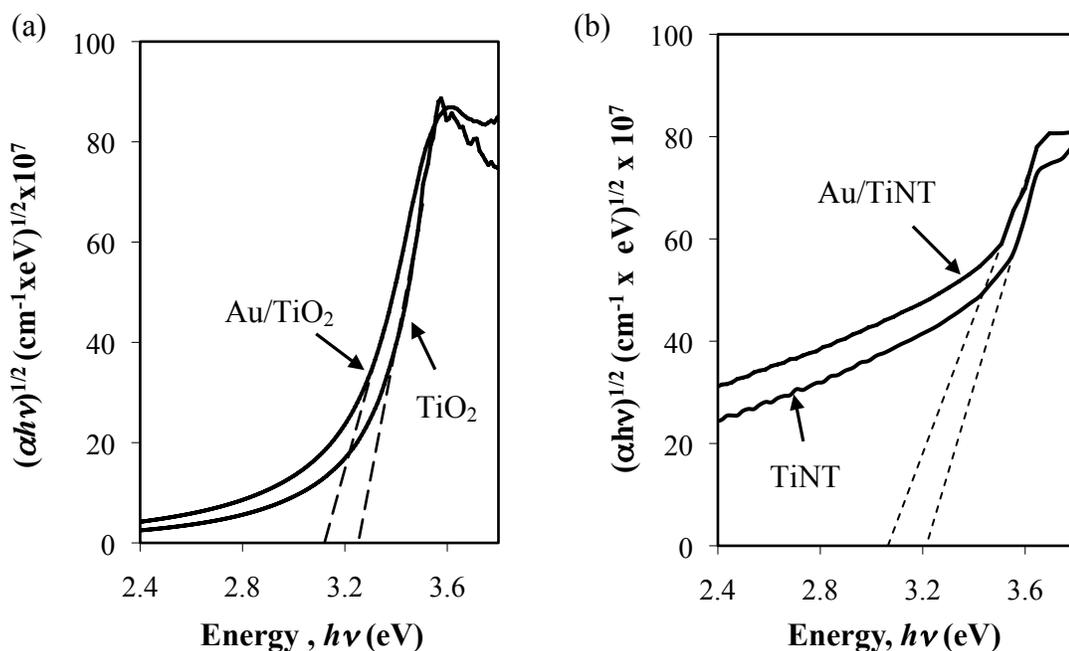 (a)
(αhν)^1/2 (cm^-1xeV)^1/2x10^7
100
80
60
40
20
0
Au/TiO₂
TiO₂
2.4 2.8 3.2 3.6
Energy , hν (eV)
(b)
(αhν)^1/2 (cm^-1 x eV)^1/2 x 10^7
100
80
60
40
20
0
Au/TiNT
TiNT
2.4 2.8 3.2 3.6
Energy, hν (eV)